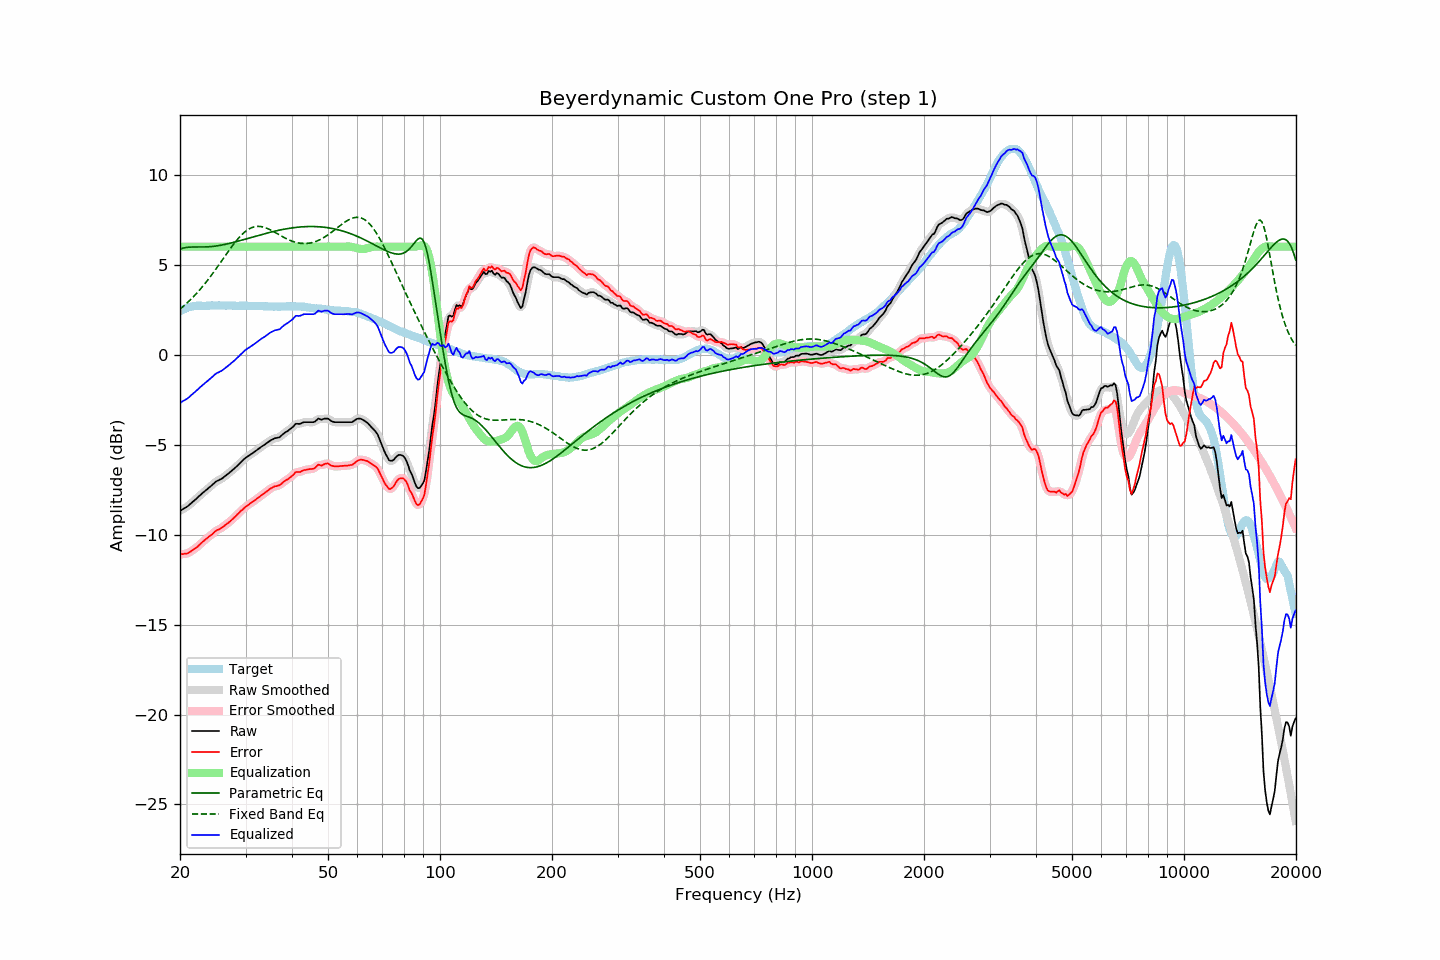 Beyerdynamic Custom One Pro (step 1)
10
5
0
−5
−10
−15
−20
−25
Amplitude (dBr)
Target
Raw Smoothed
Error Smoothed
Raw
Error
Equalization
Parametric Eq
Fixed Band Eq
Equalized
20 50 100 200 500 1000 2000 5000 10000 20000
Frequency (Hz)